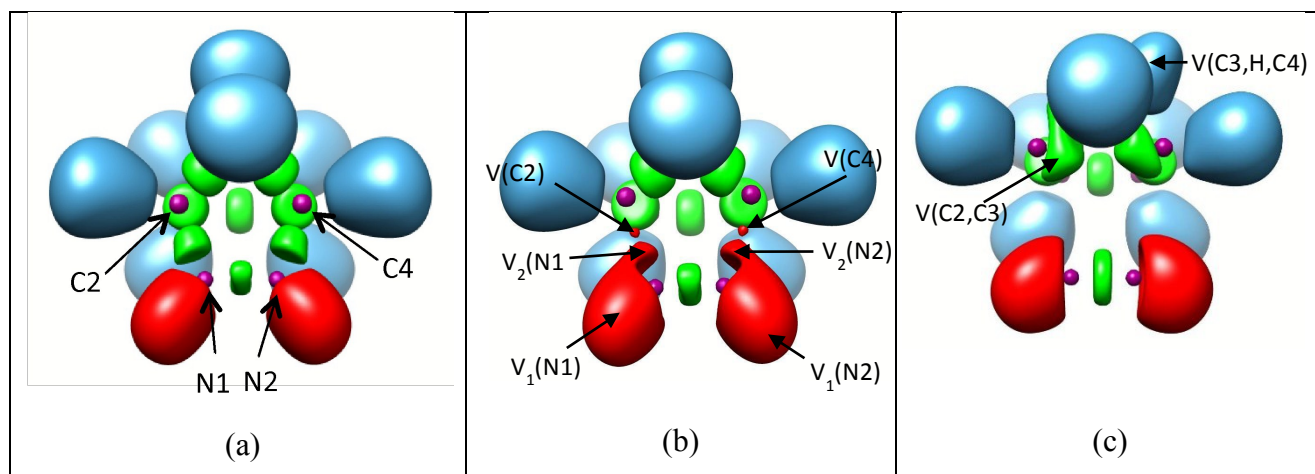 C2
C4
N1
N2
(a)
V(C2)
V(C4)
V₂(N1
V₂(N2)
V₁(N1)
V₁(N2)
(b)
V(C3,H,C4)
V(C2,C3)
(c)